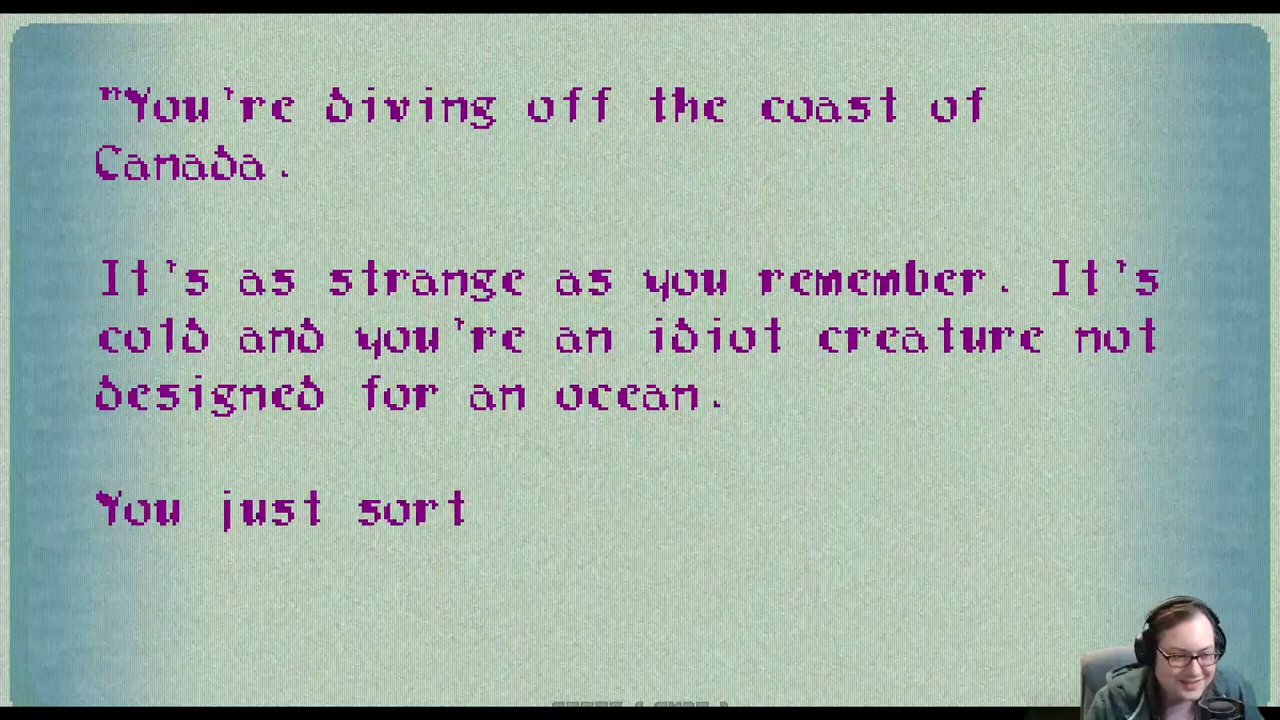 "You're diving off the coast of
Canada.
It's as strange as you remember. It's
cold and you're an idiot creature not
designed for an ocean.
You just sort